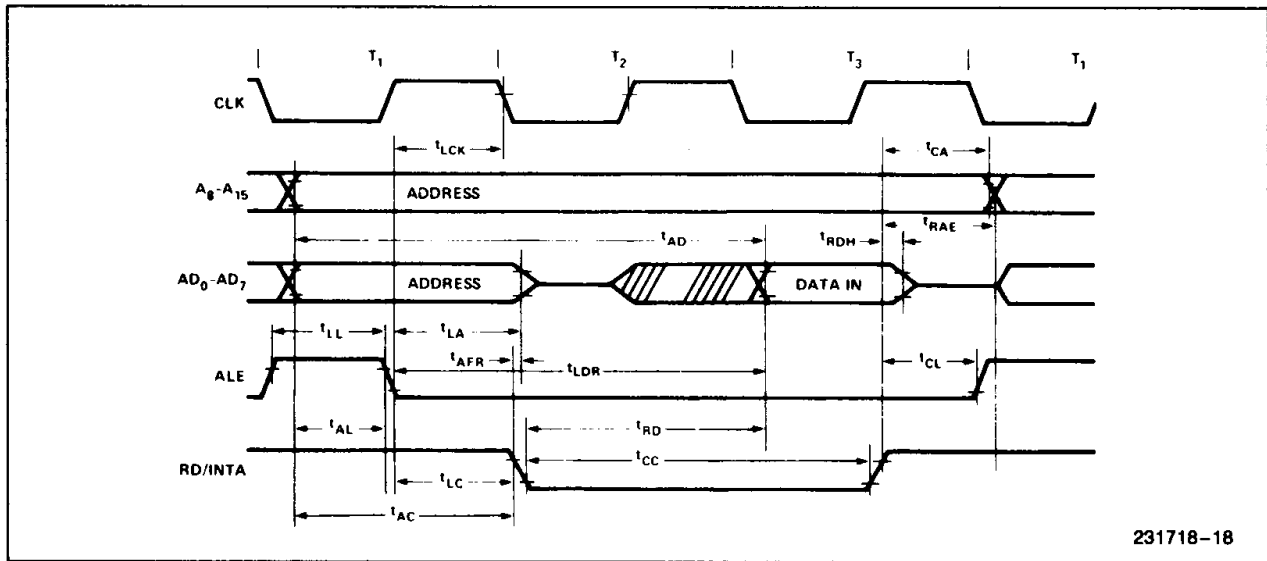 T₁ T₂ T₃ T₁
CLK
tLCK tCA
A₈-A₁₅ ADDRESS
tRAE
tAD tRDH
AD₀-AD₇ ADDRESS DATA IN
tLL tLA
tAFR tLDR tCL
ALE
tAL tRD
RD/INTA tCC
tLC
tAC
231718-18